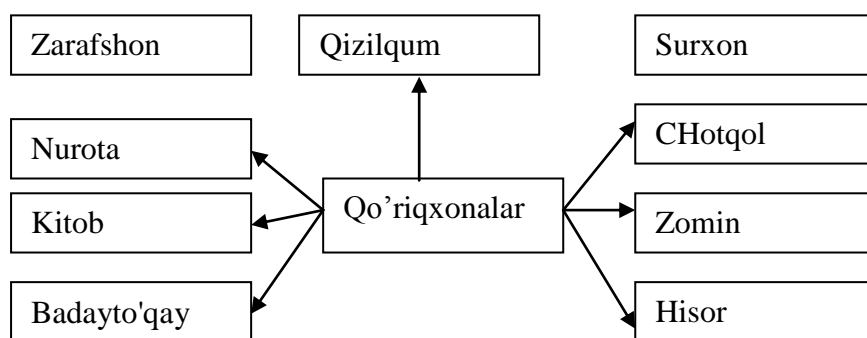 Zarafshon
Qizilqum
Surxon
Nurota
CHotqol
Qo’riqxonalar
Kitob
Zomin
Badayto'qay
Hisor